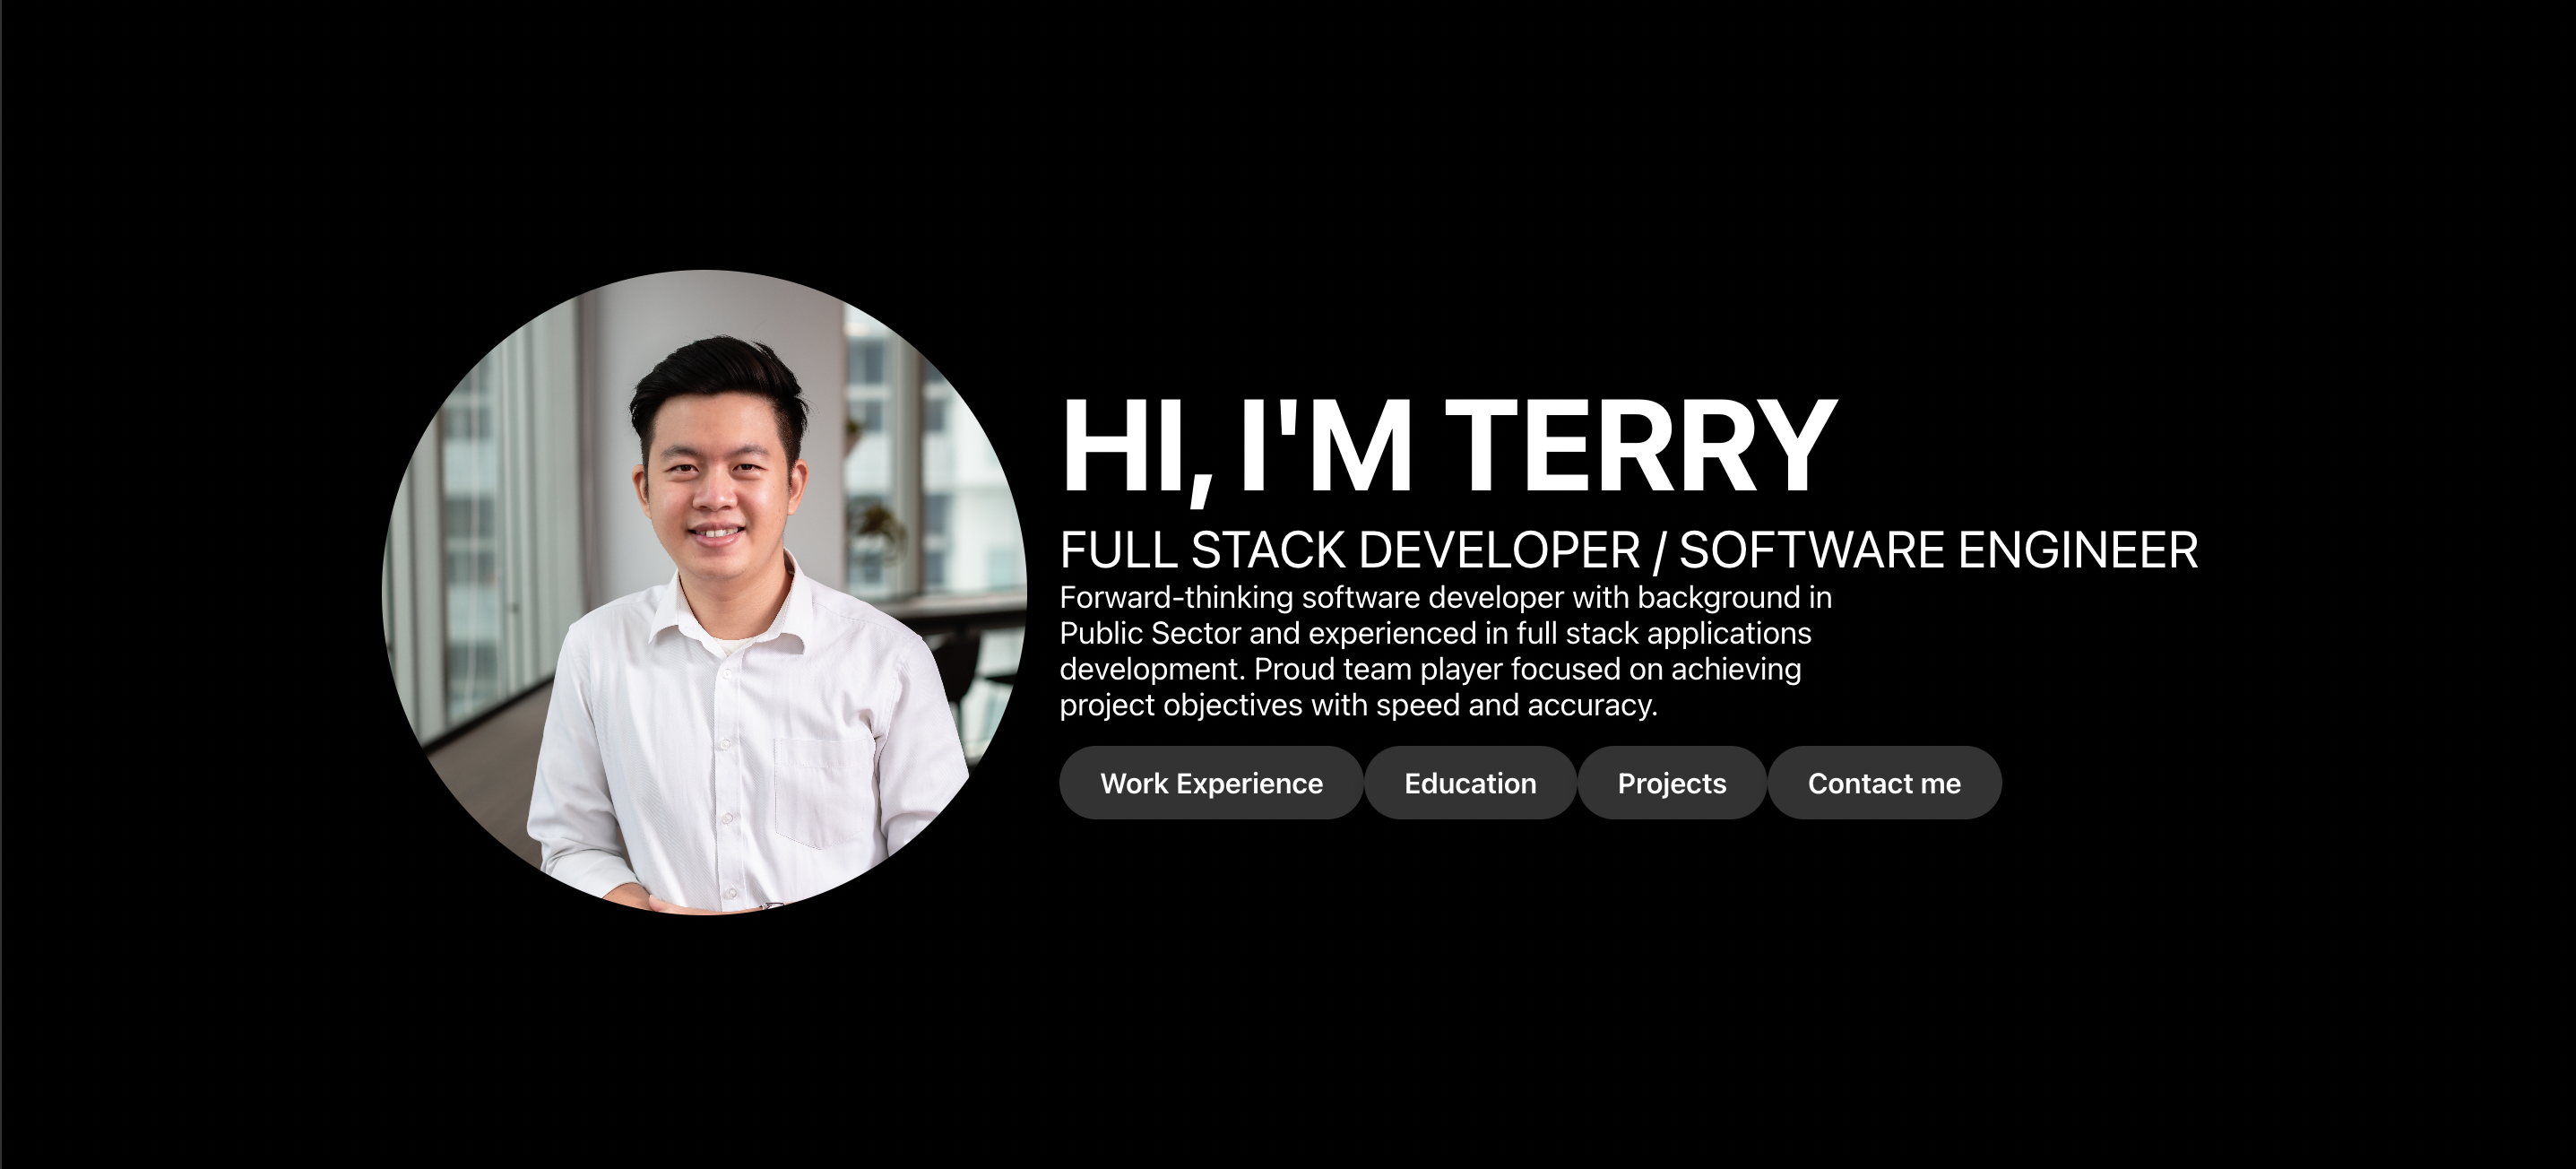 HI, I'M TERRY
FULL STACK DEVELOPER / SOFTWARE ENGINEER
Forward-thinking software developer with background in
Public Sector and experienced in full stack applications
development. Proud team player focused on achieving
project objectives with speed and accuracy.
Work Experience Education Projects Contact me